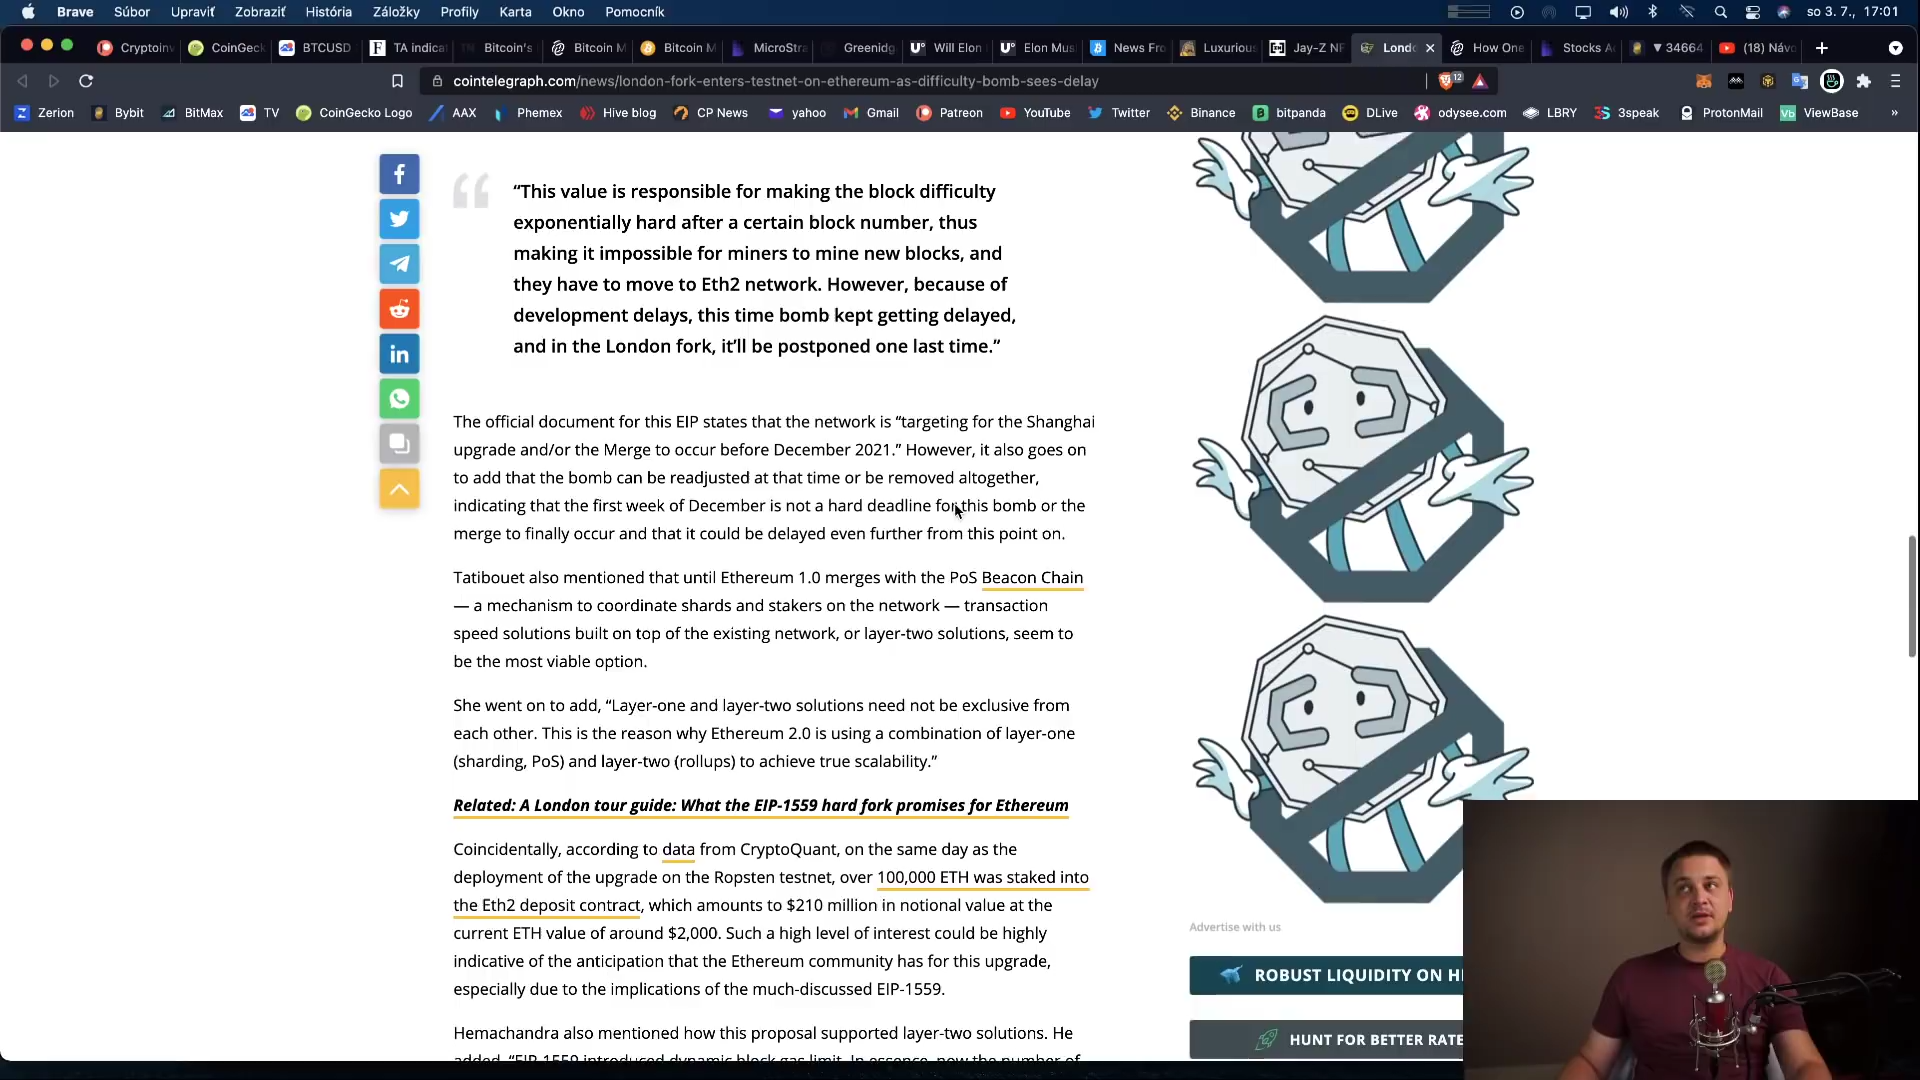 Brave Súbor Upraviť Zobraziť História Záložky Profily Karta Okno Pomocník so 3. 7., 17:01
Cryptoinv CoinGeck BTCUSD TA indica Bitcoin's Bitcoin M Bitcoin M MicroStra Greenidg Will Elon Elon Mus News Fro Luxurious Jay-Z NF Londo How One Stocks A ▼ 34664 (18) Návo
cointelegraph.com/news/london-fork-enters-testnet-on-ethereum-as-difficulty-bomb-sees-delay 12
Zerion Bybit BitMax TV CoinGecko Logo AAX Phemex Hive blog CP News yahoo Gmail Patreon YouTube Twitter Binance bitpanda DLive odysee.com LBRY 3speak ProtonMail ViewBase »
“This value is responsible for making the block difficulty
exponentially hard after a certain block number, thus
making it impossible for miners to mine new blocks, and
they have to move to Eth2 network. However, because of
development delays, this time bomb kept getting delayed,
and in the London fork, it’ll be postponed one last time.”
The official document for this EIP states that the network is “targeting for the Shanghai
upgrade and/or the Merge to occur before December 2021.” However, it also goes on
to add that the bomb can be readjusted at that time or be removed altogether,
indicating that the first week of December is not a hard deadline for this bomb or the
merge to finally occur and that it could be delayed even further from this point on.
Tatibouet also mentioned that until Ethereum 1.0 merges with the PoS Beacon Chain
— a mechanism to coordinate shards and stakers on the network — transaction
speed solutions built on top of the existing network, or layer-two solutions, seem to
be the most viable option.
She went on to add, “Layer-one and layer-two solutions need not be exclusive from
each other. This is the reason why Ethereum 2.0 is using a combination of layer-one
(sharding, PoS) and layer-two (rollups) to achieve true scalability.”
Related: A London tour guide: What the EIP-1559 hard fork promises for Ethereum
Coincidentally, according to data from CryptoQuant, on the same day as the
deployment of the upgrade on the Ropsten testnet, over 100,000 ETH was staked into
the Eth2 deposit contract, which amounts to $210 million in notional value at the
current ETH value of around $2,000. Such a high level of interest could be highly
indicative of the anticipation that the Ethereum community has for this upgrade,
especially due to the implications of the much-discussed EIP-1559.
Hemachandra also mentioned how this proposal supported layer-two solutions. He
added, “EIP-1559 introduced dynamic block gas limit. In essence, now the number of
Advertise with us
ROBUST LIQUIDITY ON H
HUNT FOR BETTER RATE